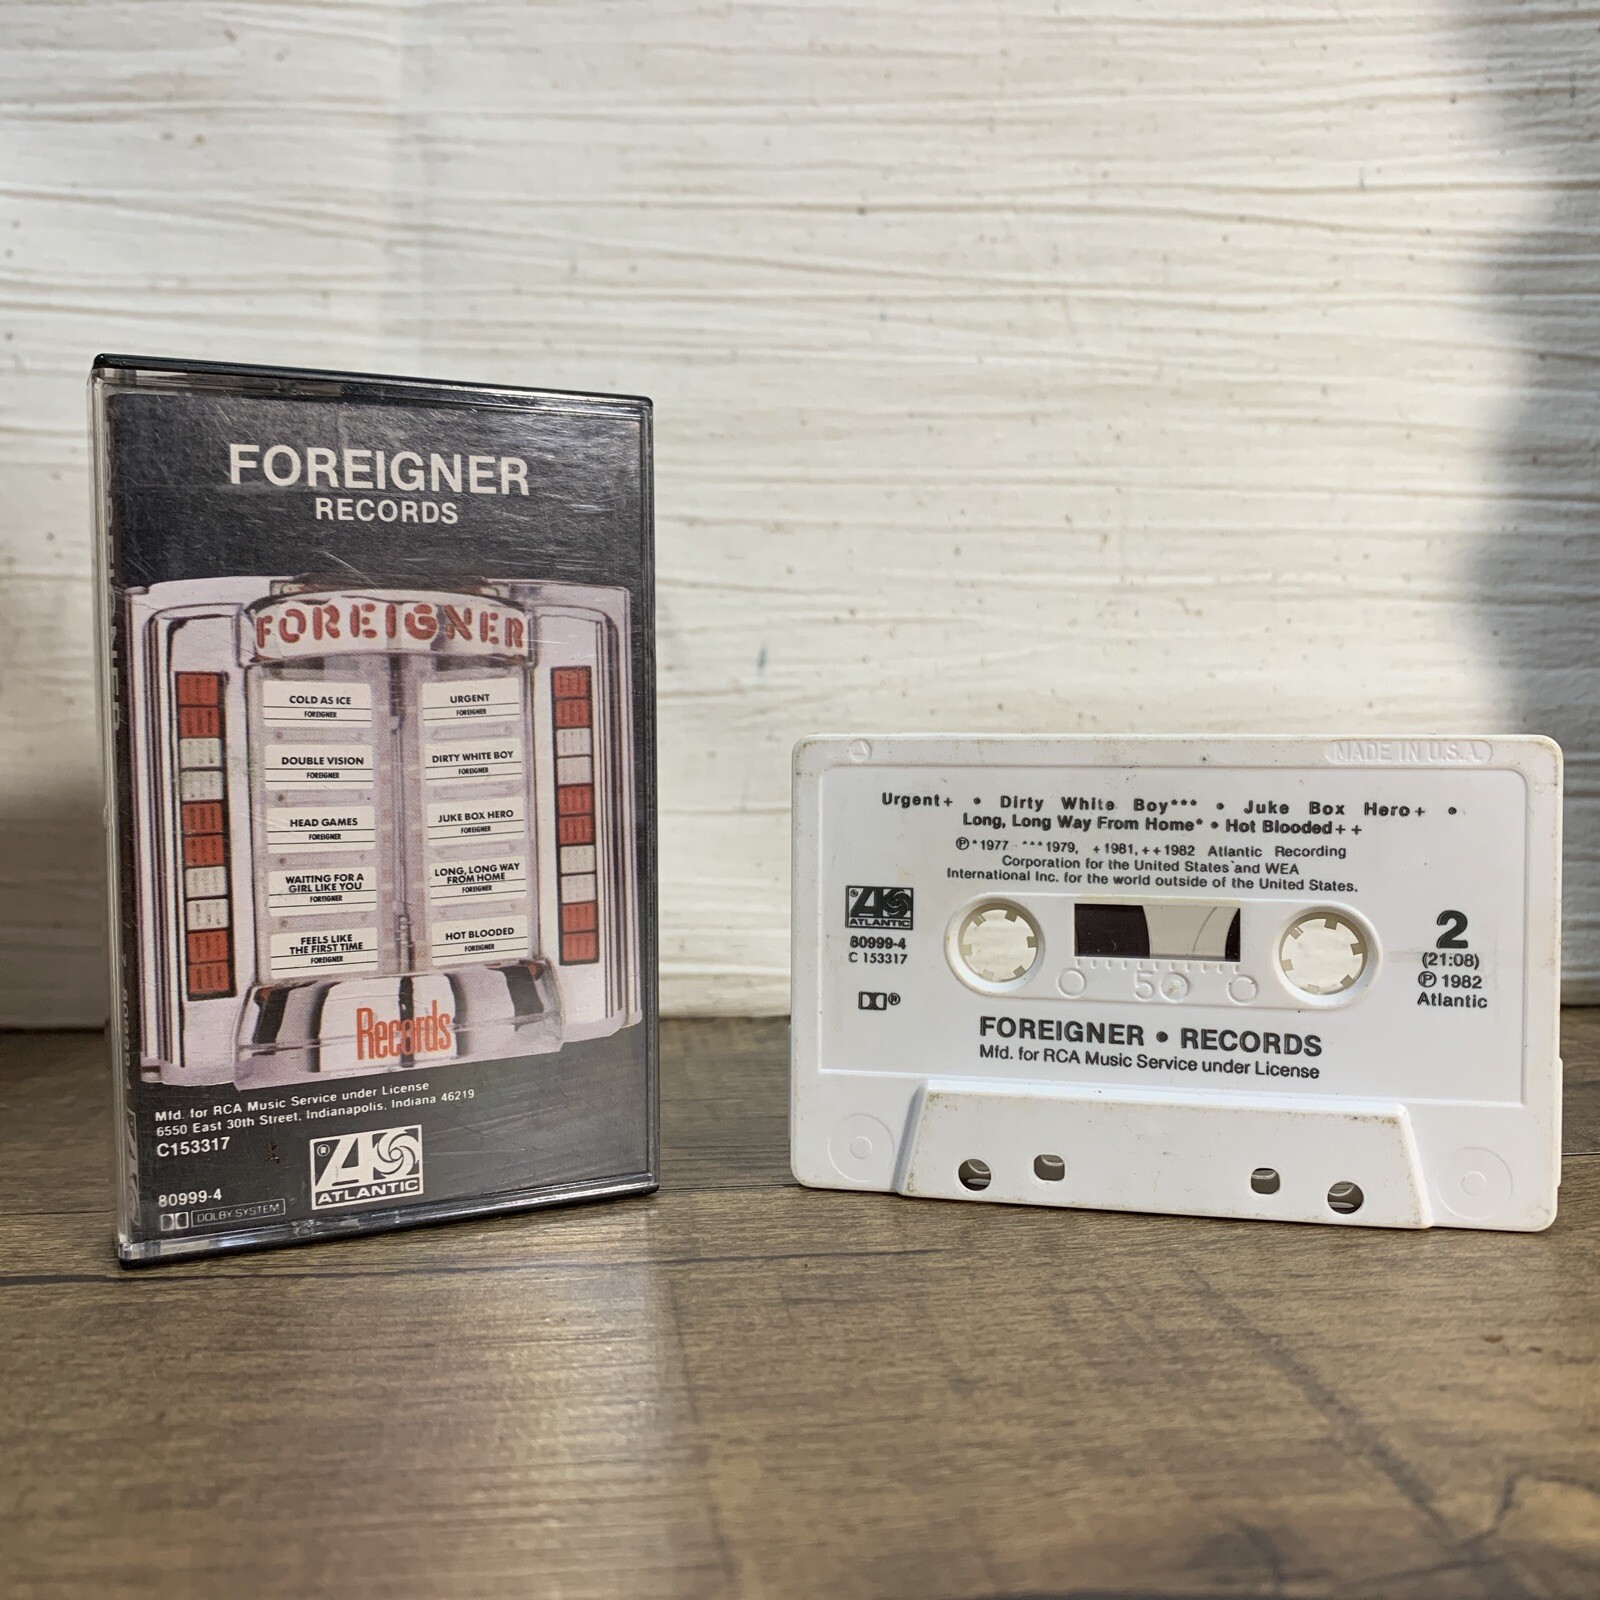 FOREIGNER
RECORDS
FOREIGNER
COLD AS ICE
FOREIGNER
DOUBLE VISION
FOREIGNER
HEAD GAMES
FOREIGNER
WAITING FOR A
GIRL LIKE YOU
FOREIGNER
FEELS LIKE
THE FIRST TIME
FOREIGNER
URGENT
FOREIGNER
DIRTY WHITE BOY
FOREIGNER
JUKE BOX HERO
FOREIGNER
LONG, LONG WAY
FROM HOME
FOREIGNER
HOT BLOODED
FOREIGNER
Records
Mfd. for RCA Music Service under License
6550 East 30th Street, Indianapolis, Indiana 46219
C153317
® ATLANTIC
80999-4
DOLBY SYSTEM
MADE IN U.S.A.
Urgent+ • Dirty White Boy*** • Juke Box Hero+ •
Long, Long Way From Home* • Hot Blooded++
℗ *1977 ***1979, +1981, ++1982 Atlantic Recording
Corporation for the United States and WEA
International Inc. for the world outside of the United States.
® ATLANTIC
80999-4
C 153317
®
50
2
(21:08)
℗ 1982
Atlantic
FOREIGNER • RECORDS
Mfd. for RCA Music Service under License